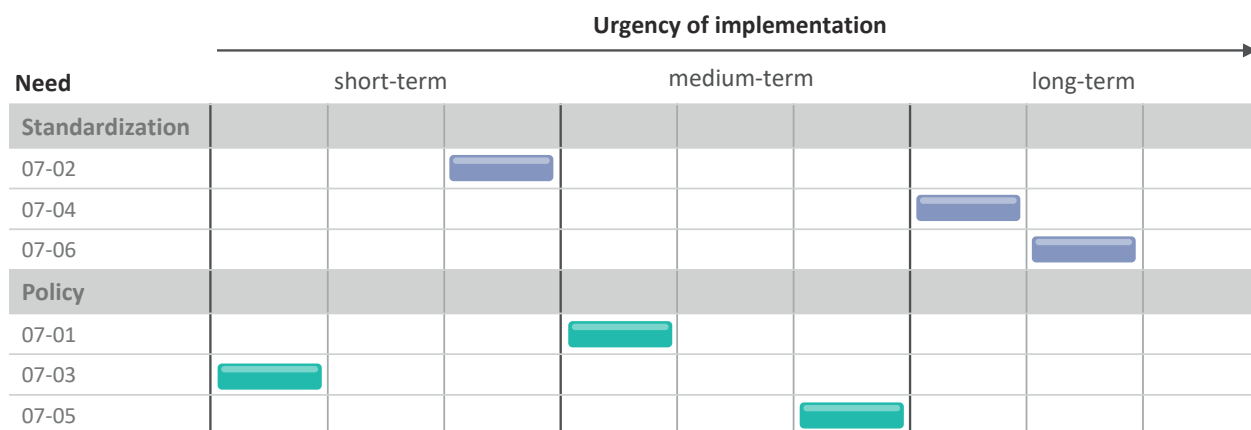 Urgency of implementation
Need short-term medium-term long-term
Standardization
07-02
07-04
07-06
Policy
07-01
07-03
07-05